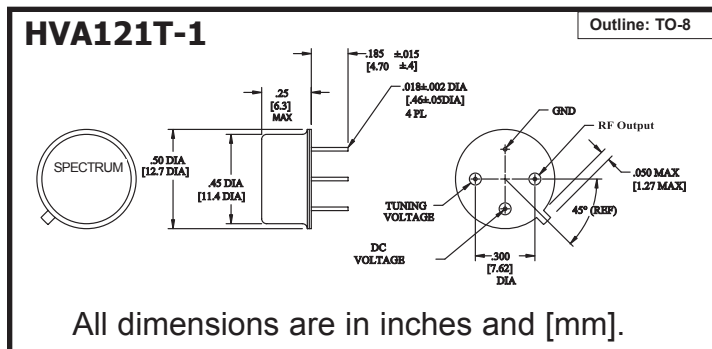 HVA121T-1
Outline: TO-8
.185 ±.015
[4.70 ±.4]
.018±.002 DIA
[.46±.05DIA]
4 PL
.25
[6.3]
MAX
GND
RF Output
SPECTRUM
.50 DIA
[12.7 DIA]
.45 DIA
[11.4 DIA]
.050 MAX
[1.27 MAX]
TUNING
VOLTAGE
45° (REF)
DC
VOLTAGE
.300
[7.62]
DIA
All dimensions are in inches and [mm].